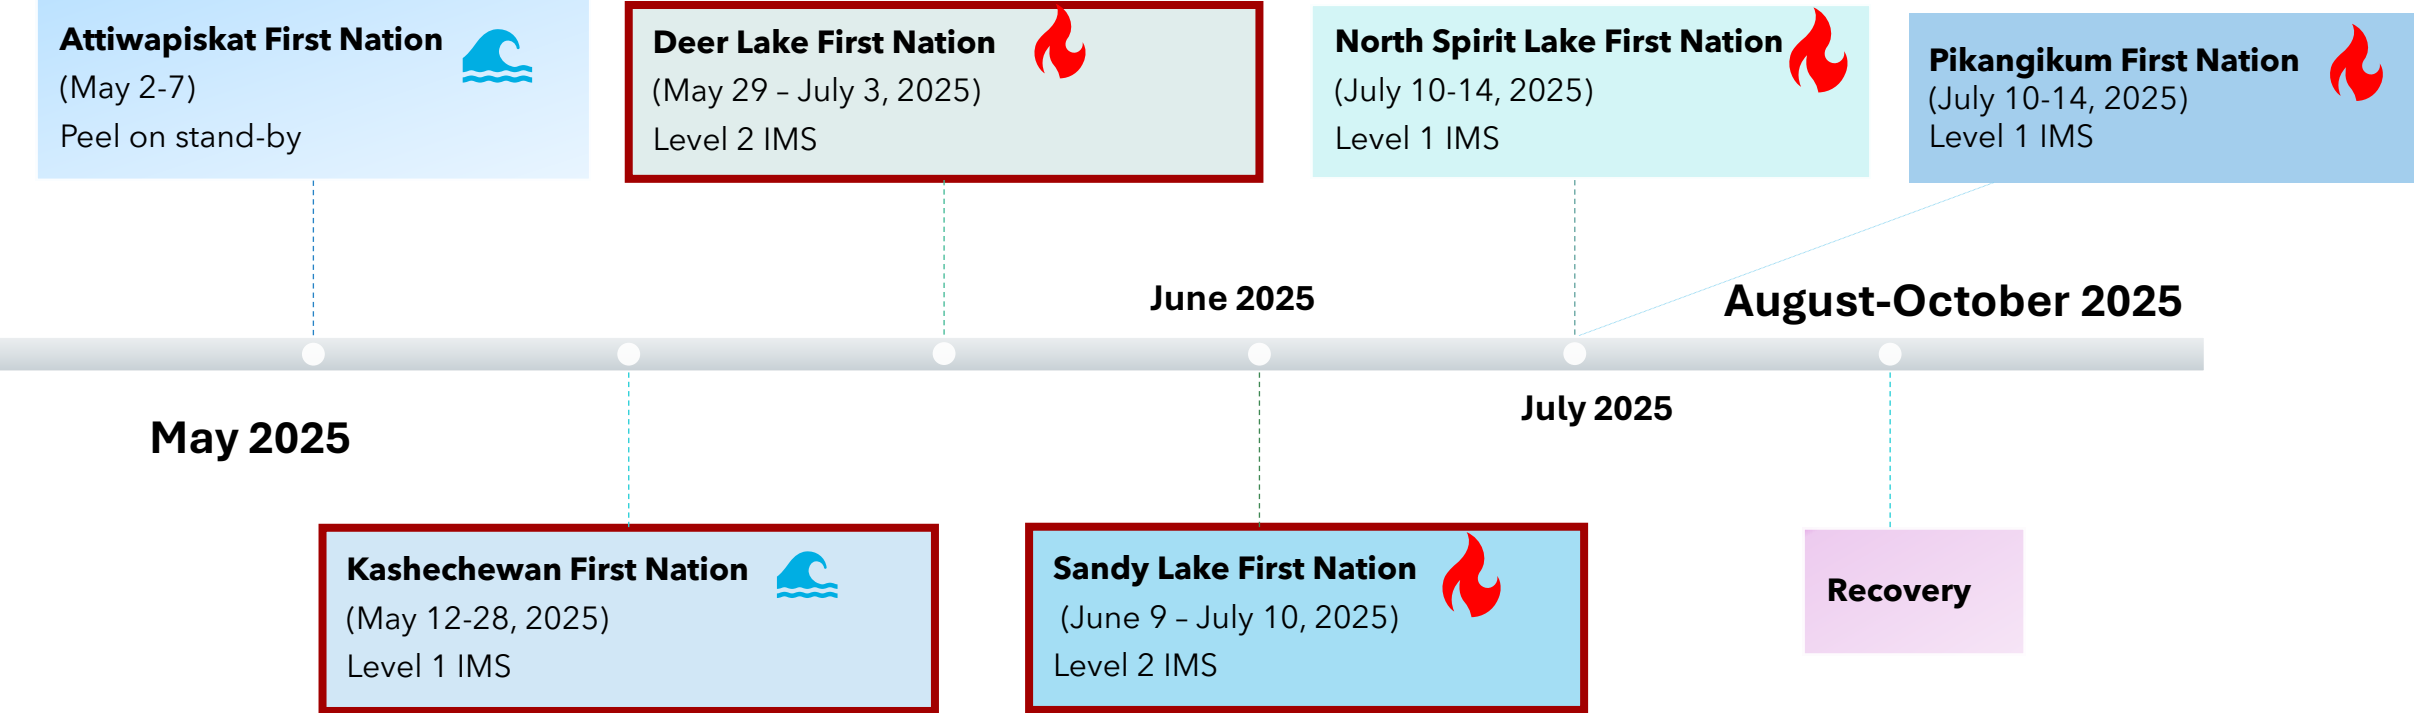 Attiwapiskat First Nation
(May 2-7)
Peel on stand-by
Deer Lake First Nation
(May 29 – July 3, 2025)
Level 2 IMS
North Spirit Lake First Nation
(July 10-14, 2025)
Level 1 IMS
Pikangikum First Nation
(July 10-14, 2025)
Level 1 IMS
June 2025
August-October 2025
May 2025
July 2025
Kashechewan First Nation
(May 12-28, 2025)
Level 1 IMS
Sandy Lake First Nation
(June 9 – July 10, 2025)
Level 2 IMS
Recovery